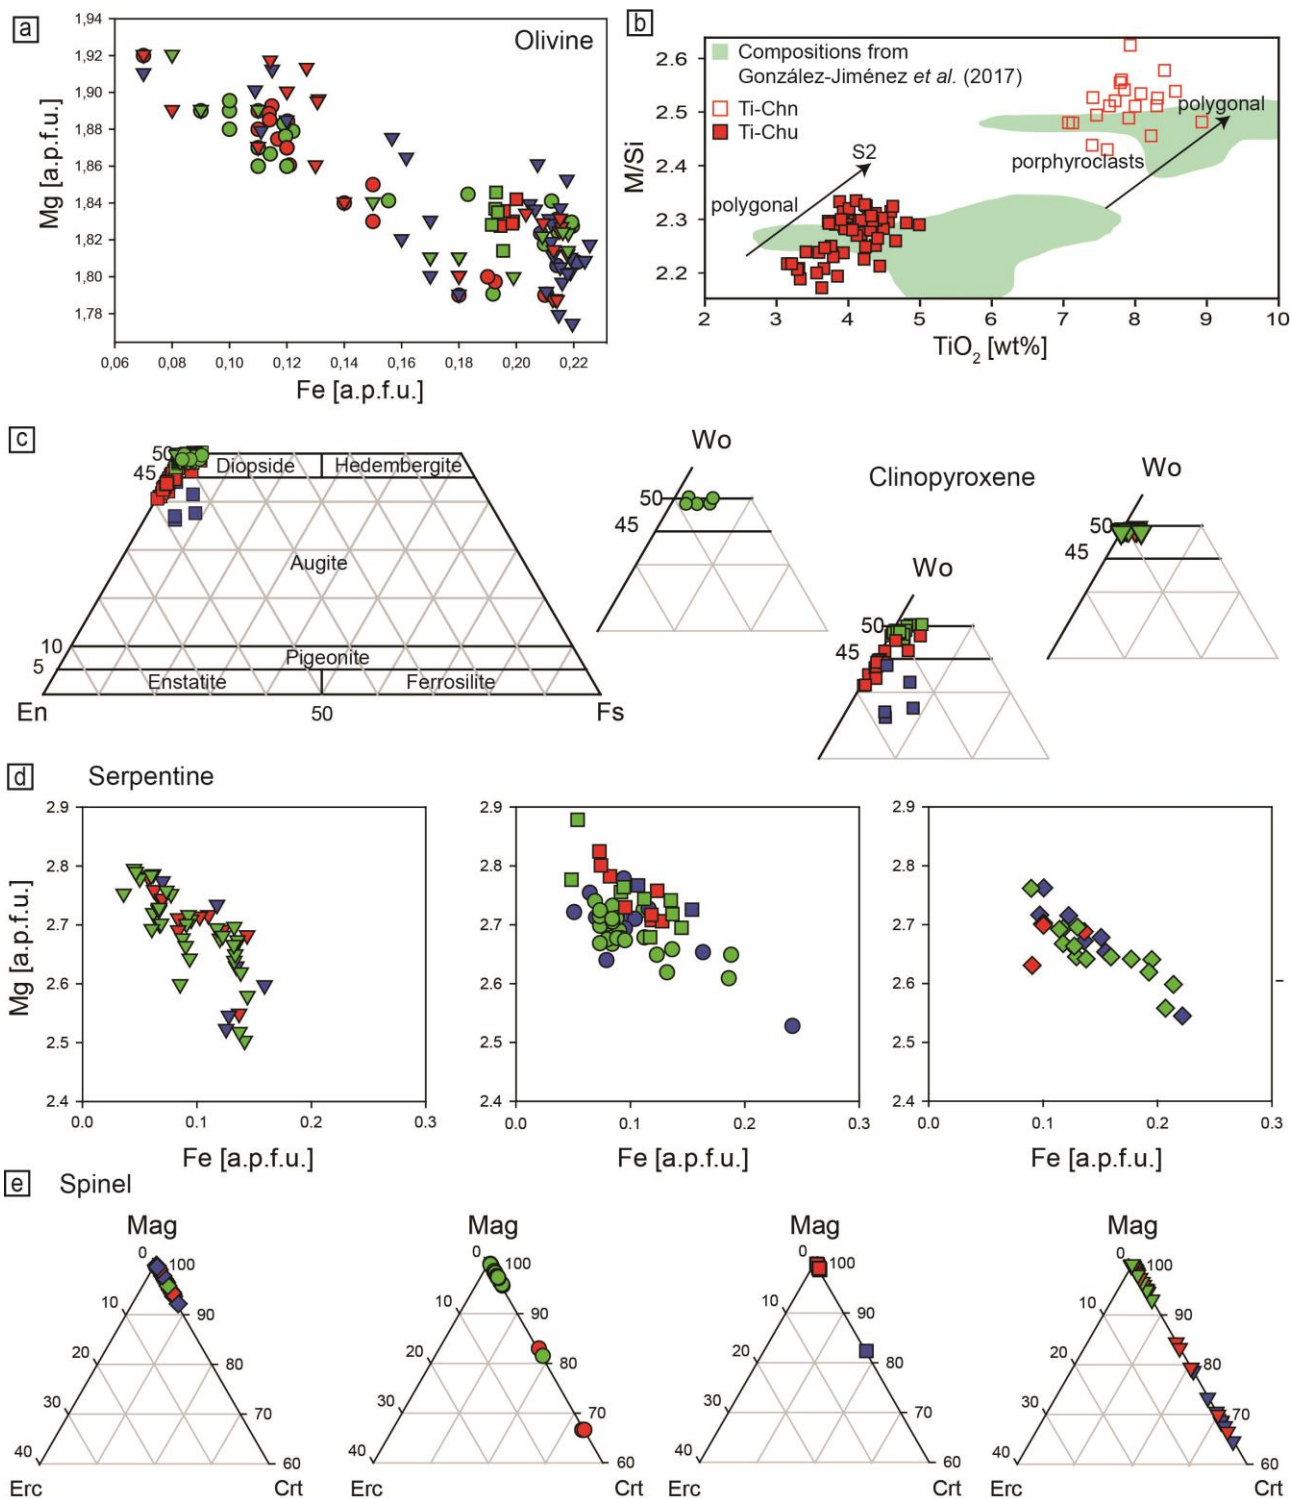 a
Olivine
1,94
1,92
1,90
1,88
1,86
1,84
1,82
1,80
1,78
Mg [a.p.f.u.]
0,06
0,08
0,10
0,12
0,14
0,16
0,18
0,20
0,22
Fe [a.p.f.u.]
b
Compositions from
González-Jiménez et al. (2017)
Ti-Chn
Ti-Chu
polygonal
porphyroclasts
S2
polygonal
2.6
2.5
2.4
2.3
2.2
M/Si
2
3
4
5
6
7
8
9
10
TiO2 [wt%]
c
50
45
Diopside
Hedembergite
Augite
10
5
Pigeonite
Enstatite
Ferrosilite
En
50
Fs
Wo
50
45
Clinopyroxene
Wo
50
45
Wo
50
45
d
Serpentine
2.9
2.8
2.7
2.6
2.5
2.4
Mg [a.p.f.u.]
0.0
0.1
0.2
0.3
Fe [a.p.f.u.]
2.9
2.8
2.7
2.6
2.5
2.4
0.0
0.1
0.2
0.3
Fe [a.p.f.u.]
2.9
2.8
2.7
2.6
2.5
2.4
0.0
0.1
0.2
0.3
Fe [a.p.f.u.]
e
Spinel
Mag
0
100
10
90
20
80
30
70
40
60
Erc
Crt
Mag
0
100
10
90
20
80
30
70
40
60
Erc
Crt
Mag
0
100
10
90
20
80
30
70
40
60
Erc
Crt
Mag
0
100
10
90
20
80
30
70
40
60
Erc
Crt